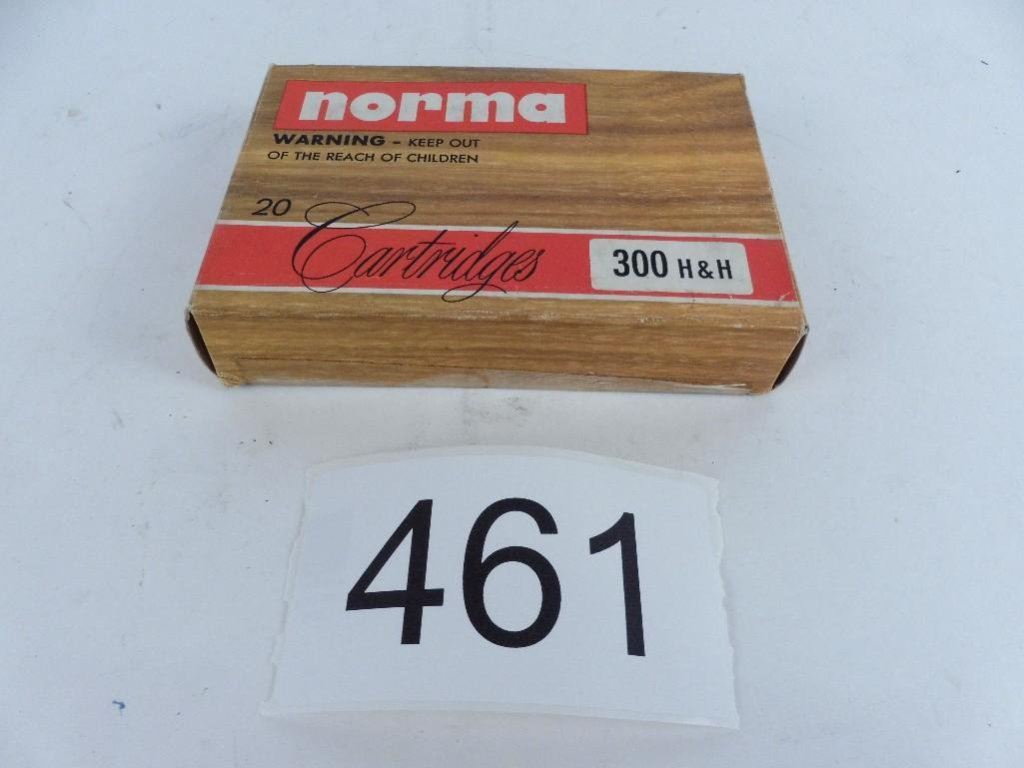 norma
WARNING - KEEP OUT
OF THE REACH OF CHILDREN
20 Cartridges
300 H&H
461